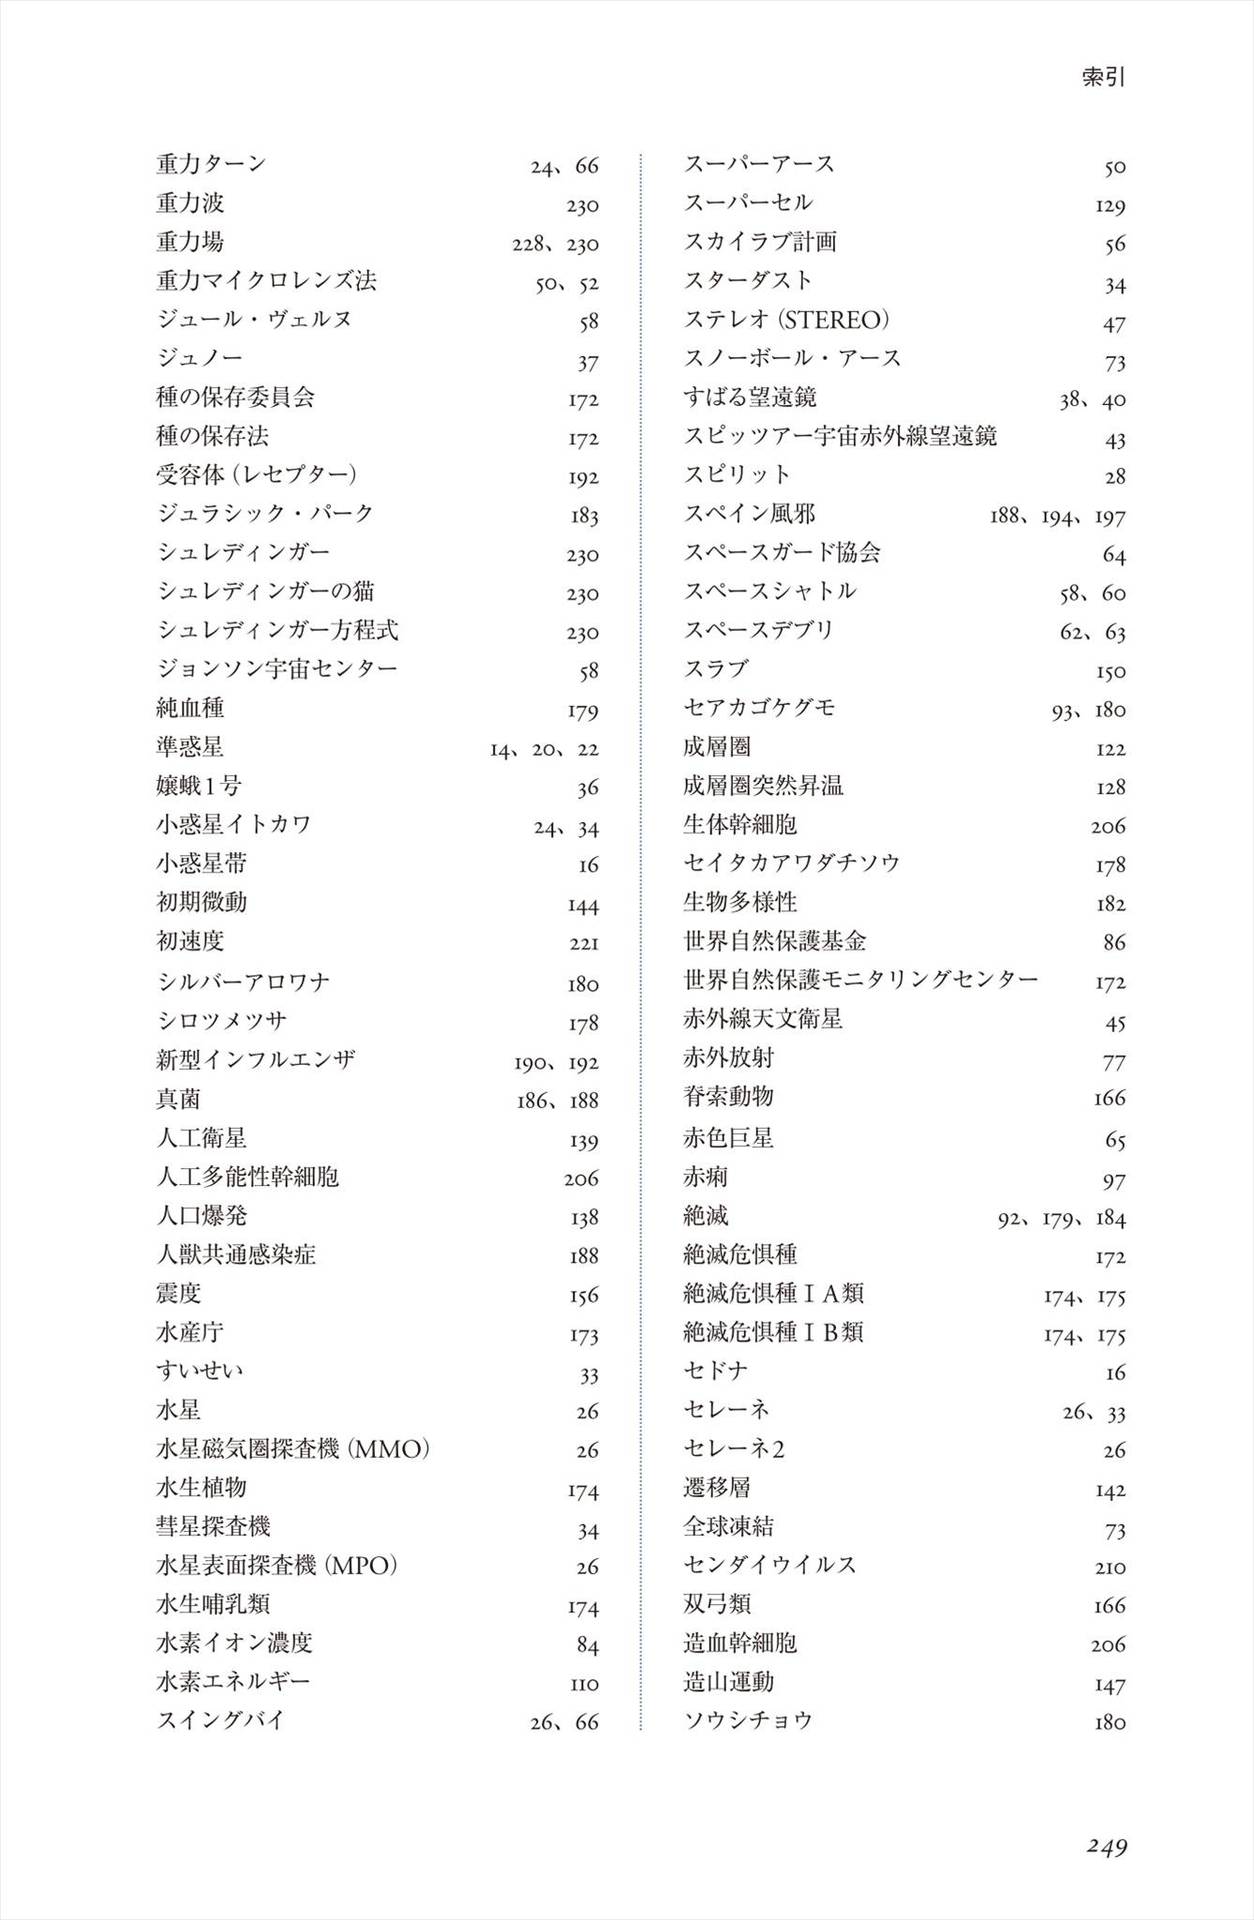 索引
重力ターン 24、66
重力波 230
重力場 228、230
重力マイクロレンズ法 50、52
ジュール・ヴェルヌ 58
ジュノー 37
種の保存委員会 172
種の保存法 172
受容体（レセプター） 192
ジュラシック・パーク 183
シュレディンガー 230
シュレディンガーの猫 230
シュレディンガー方程式 230
ジョンソン宇宙センター 58
純血種 179
準惑星 14、20、22
嬢蛾1号 36
小惑星イトカワ 24、34
小惑星帯 16
初期微動 144
初速度 221
シルバーアロワナ 180
シロツメツサ 178
新型インフルエンザ 190、192
真菌 186、188
人工衛星 139
人工多能性幹細胞 206
人口爆発 138
人獣共通感染症 188
震度 156
水産庁 173
すいせい 33
水星 26
水星磁気圏探査機（MMO） 26
水生植物 174
彗星探査機 34
水星表面探査機（MPO） 26
水生哺乳類 174
水素イオン濃度 84
水素エネルギー 110
スイングバイ 26、66
スーパーアース 50
スーパーセル 129
スカイラブ計画 56
スターダスト 34
ステレオ（STEREO） 47
スノーボール・アース 73
すばる望遠鏡 38、40
スピッツアー宇宙赤外線望遠鏡 43
スピリット 28
スペイン風邪 188、194、197
スペースガード協会 64
スペースシャトル 58、60
スペースデブリ 62、63
スラブ 150
セアカゴケグモ 93、180
成層圏 122
成層圏突然昇温 128
生体幹細胞 206
セイタカアワダチソウ 178
生物多様性 182
世界自然保護基金 86
世界自然保護モニタリングセンター 172
赤外線天文衛星 45
赤外放射 77
脊索動物 166
赤色巨星 65
赤痢 97
絶滅 92、179、184
絶滅危惧種 172
絶滅危惧種ⅠA類 174、175
絶滅危惧種ⅠB類 174、175
セドナ 16
セレーネ 26、33
セレーネ2 26
遷移層 142
全球凍結 73
センダイウイルス 210
双弓類 166
造血幹細胞 206
造山運動 147
ソウシチョウ 180
249